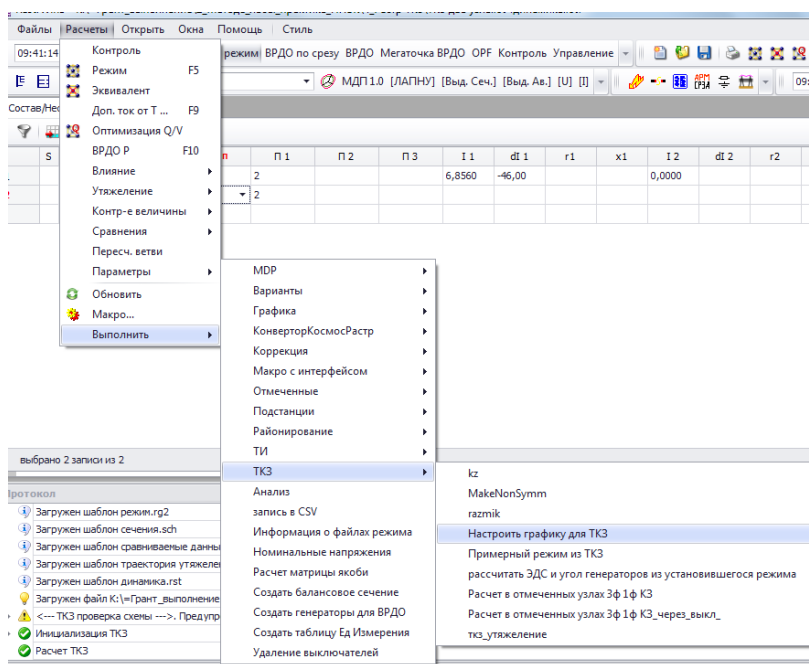 Файлы Расчеты Открыть Окна Помощь Стиль
09:41:14 режим ВРДО по срезу ВРДО Мегаточка ВРДО OPF Контроль Управление
МДП 1.0 [ЛАПНУ] [Выд. Сеч.] [Выд. Ав.] [U] [I] АРМ СРЗА 09:
Состав/Нес
S п П 1 П 2 П 3 I 1 dI 1 r1 x1 I 2 dI 2 r2
2 6,8560 -46,00 0,0000
2
Контроль
Режим F5
Эквивалент
Доп. ток от Т ... F9
Оптимизация Q/V
ВРДО Р F10
Влияние
Утяжеление
Контр-е величины
Сравнения
Пересч. ветви
Параметры
Обновить
Макро...
Выполнить
MDP
Варианты
Графика
КонверторКосмосРастр
Коррекция
Макро с интерфейсом
Отмеченные
Подстанции
Районирование
ТИ
ТКЗ
Анализ
запись в CSV
Информация о файлах режима
Номинальные напряжения
Расчет матрицы якоби
Создать балансовое сечение
Создать генераторы для ВРДО
Создать таблицу Ед Измерения
Удаление выключателей
kz
MakeNonSymm
razmik
Настроить графику для ТКЗ
Примерный режим из ТКЗ
рассчитать ЭДС и угол генераторов из установившегося режима
Расчет в отмеченных узлах 3ф 1ф КЗ
Расчет в отмеченных узлах 3ф 1ф КЗ_через_выкл_
ткз_утяжеление
выбрано 2 записи из 2
Протокол
Загружен шаблон режим.rg2
Загружен шаблон сечения.sch
Загружен шаблон сравниваемые данны
Загружен шаблон траектория утяжеле
Загружен шаблон динамика.rst
Загружен файл K:\=Грант_выполнение
<--- ТКЗ проверка схемы --->. Предупр
Инициализация ТКЗ
Расчет ТКЗ